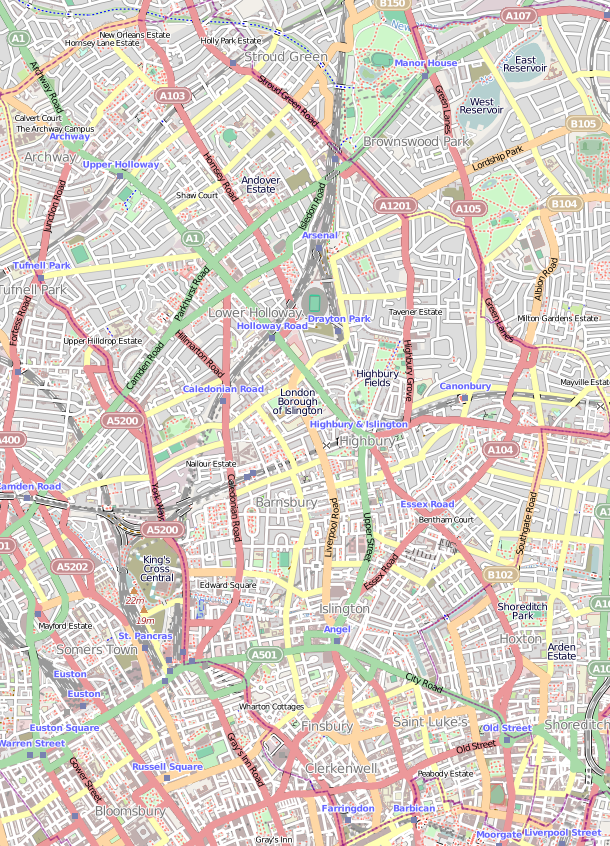 B150
A107
New
New Orleans Estate
A1
Hornsey Lane Estate
Holly Park Estate
Stroud Green
Manor House
East
Reservoir
Archway Road
A103
Stroud Green Road
Green Lanes
West
Reservoir
Calvert Court
The Archway Campus
Archway
B105
Brownswood Park
Archway
Upper Holloway
Hornsey Road
Lordship Park
Andover
Estate
Junction Road
Shaw Court
Isledon Road
A1201
A105
B104
A1
Arsenal
Tufnell Park
Albion Road
Parkhurst Road
Tufnell Park
Fortess Road
Lower Holloway
Drayton Park
Tavener Estate
Green Lanes
Milton Gardens Estate
Holloway Road
Upper Hilldrop Estate
Hillmarton Road
Highbury Grove
Camden Road
Highbury
Fields
Mayville Estate
Caledonian Road
Canonbury
London
Borough
of Islington
A5200
Highbury & Islington
Highbury
A400
A104
Nailour Estate
Camden Road
York Way
Caledonian Road
Barnsbury
Liverpool Road
Essex Road
Southgate Road
A1
Upper Street
Bentham Court
A5200
01
King's
Cross
Central
A5202
Essex Road
B102
Edward Square
22m
19m
Islington
Shoreditch
Park
A10
Mayford Estate
St. Pancras
Angel
Hoxton
Somers Town
A501
Arden
Estate
Euston
City Road
A10
Euston
Wharton Cottages
Euston Square
Finsbury
Saint Luke's
Old Street
Shoreditch
Warren Street
Gray's Inn Road
Old Street
Russell Square
Clerkenwell
Gower Street
Peabody Estate
Bloomsbury
Farringdon
Barbican
Gray's Inn
Moorgate
Liverpool Street